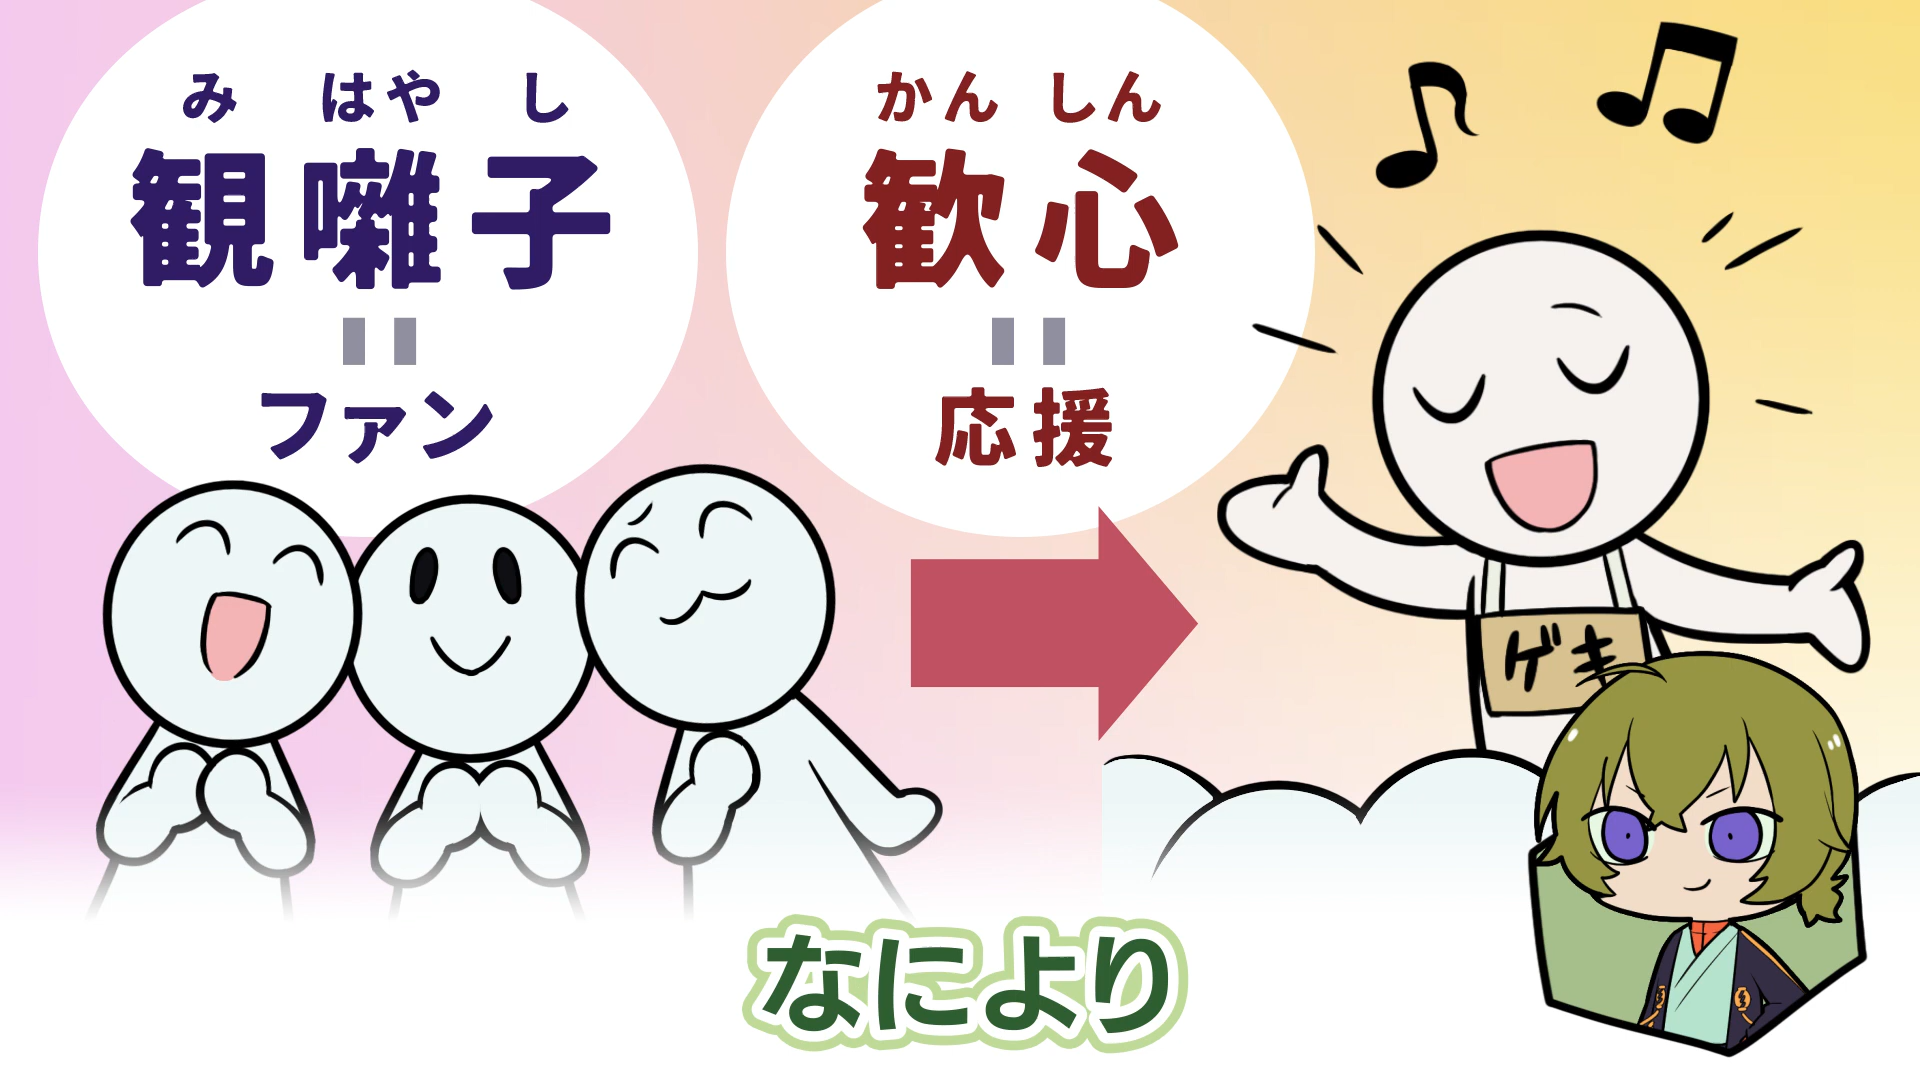 み はや し
観囃子
=
ファン
かん しん
歓心
=
応援
ゲキ
なにより